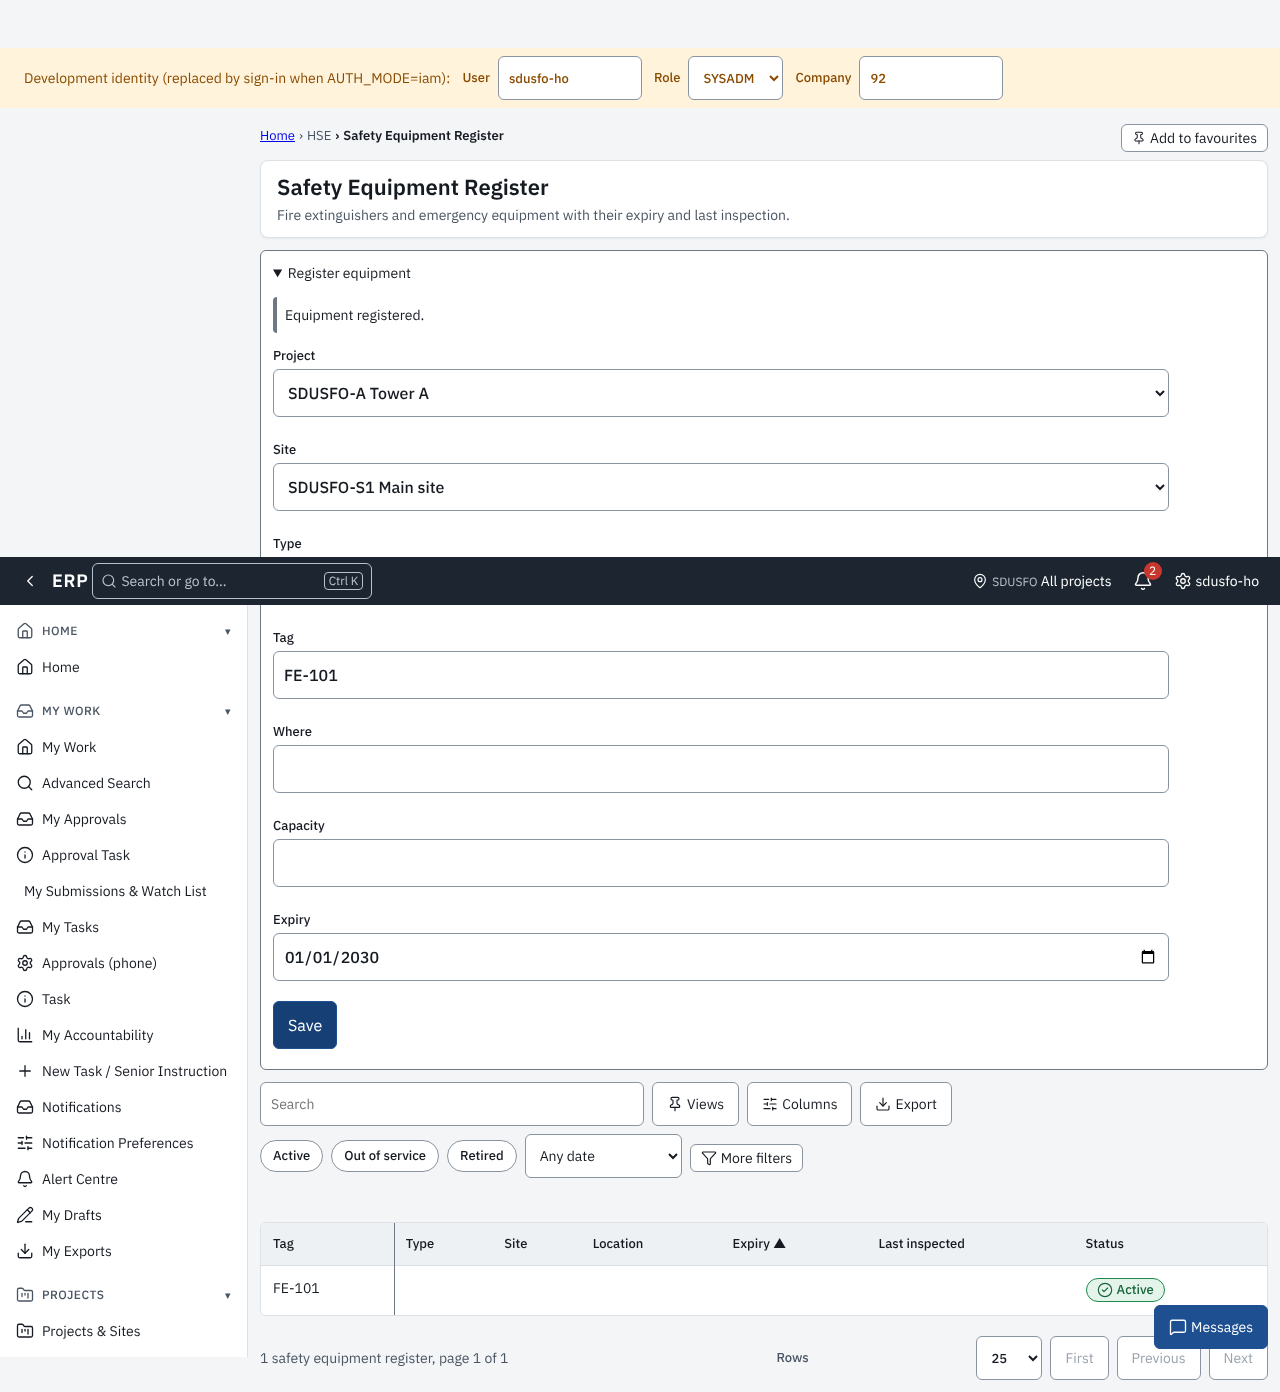 Development identity (replaced by sign-in when AUTH_MODE=iam): User sdusfo-ho Role SYSADM Company 92
Home › HSE › Safety Equipment Register
Add to favourites
Safety Equipment Register
Fire extinguishers and emergency equipment with their expiry and last inspection.
▼ Register equipment
Equipment registered.
Project
SDUSFO-A Tower A
Site
SDUSFO-S1 Main site
Type
ERP Search or go to... Ctrl K SDUSFO All projects 2 sdusfo-ho
HOME ▾
Home
MY WORK ▾
My Work
Advanced Search
My Approvals
Approval Task
My Submissions & Watch List
My Tasks
Approvals (phone)
Task
My Accountability
New Task / Senior Instruction
Notifications
Notification Preferences
Alert Centre
My Drafts
My Exports
PROJECTS ▾
Projects & Sites
Tag
FE-101
Where
Capacity
Expiry
01/01/2030
Save
Search Views Columns Export
Active Out of service Retired Any date More filters
Tag Type Site Location Expiry ▲ Last inspected Status
FE-101 Active
Messages
1 safety equipment register, page 1 of 1 Rows 25 First Previous Next